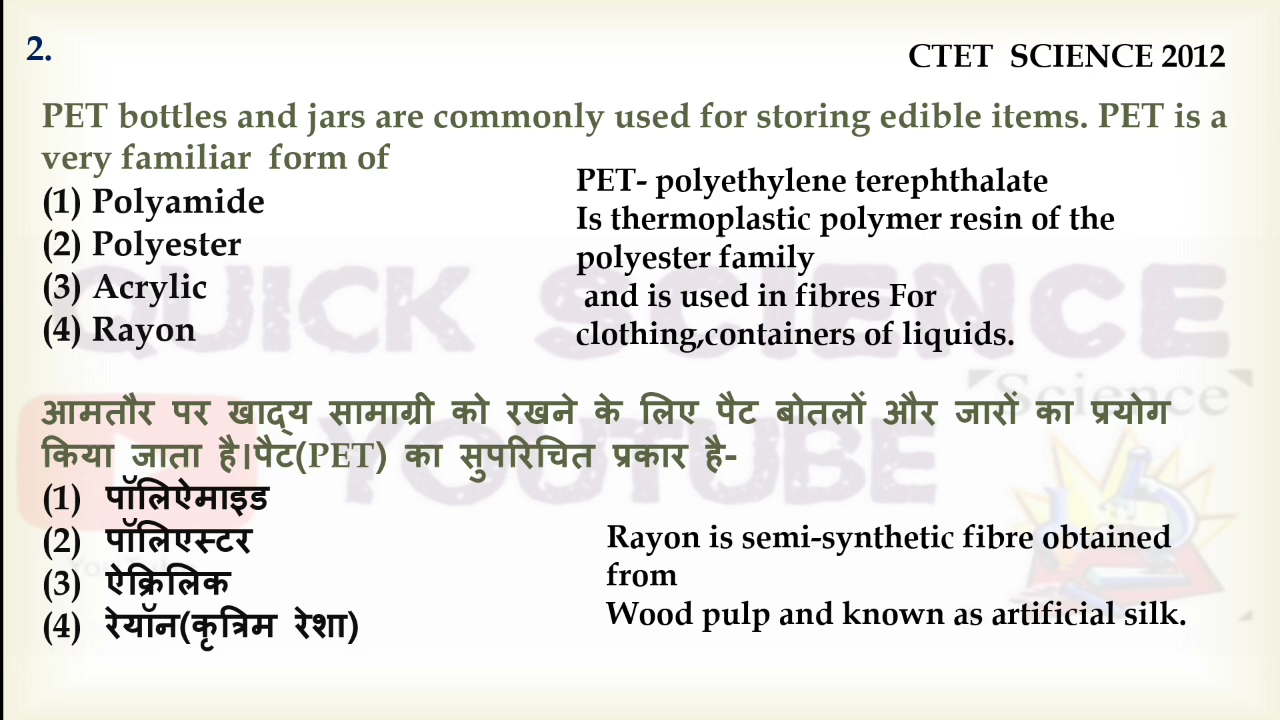 2.
CTET SCIENCE 2012
PET bottles and jars are commonly used for storing edible items. PET is a
very familiar form of
(1) Polyamide
(2) Polyester
(3) Acrylic
(4) Rayon
PET- polyethylene terephthalate
Is thermoplastic polymer resin of the
polyester family
and is used in fibres For
clothing,containers of liquids.
आमतौर पर खाद्य सामाग्री को रखने के लिए पैट बोतलों और जारों का प्रयोग
किया जाता है।पैट(PET) का सुपरिचित प्रकार है-
(1) पॉलिऐमाइड
(2) पॉलिएस्टर
(3) ऐक्रिलिक
(4) रेयॉन(कृत्रिम रेशा)
Rayon is semi-synthetic fibre obtained
from
Wood pulp and known as artificial silk.
QUICK SCIENCE
YOUTUBE
Science